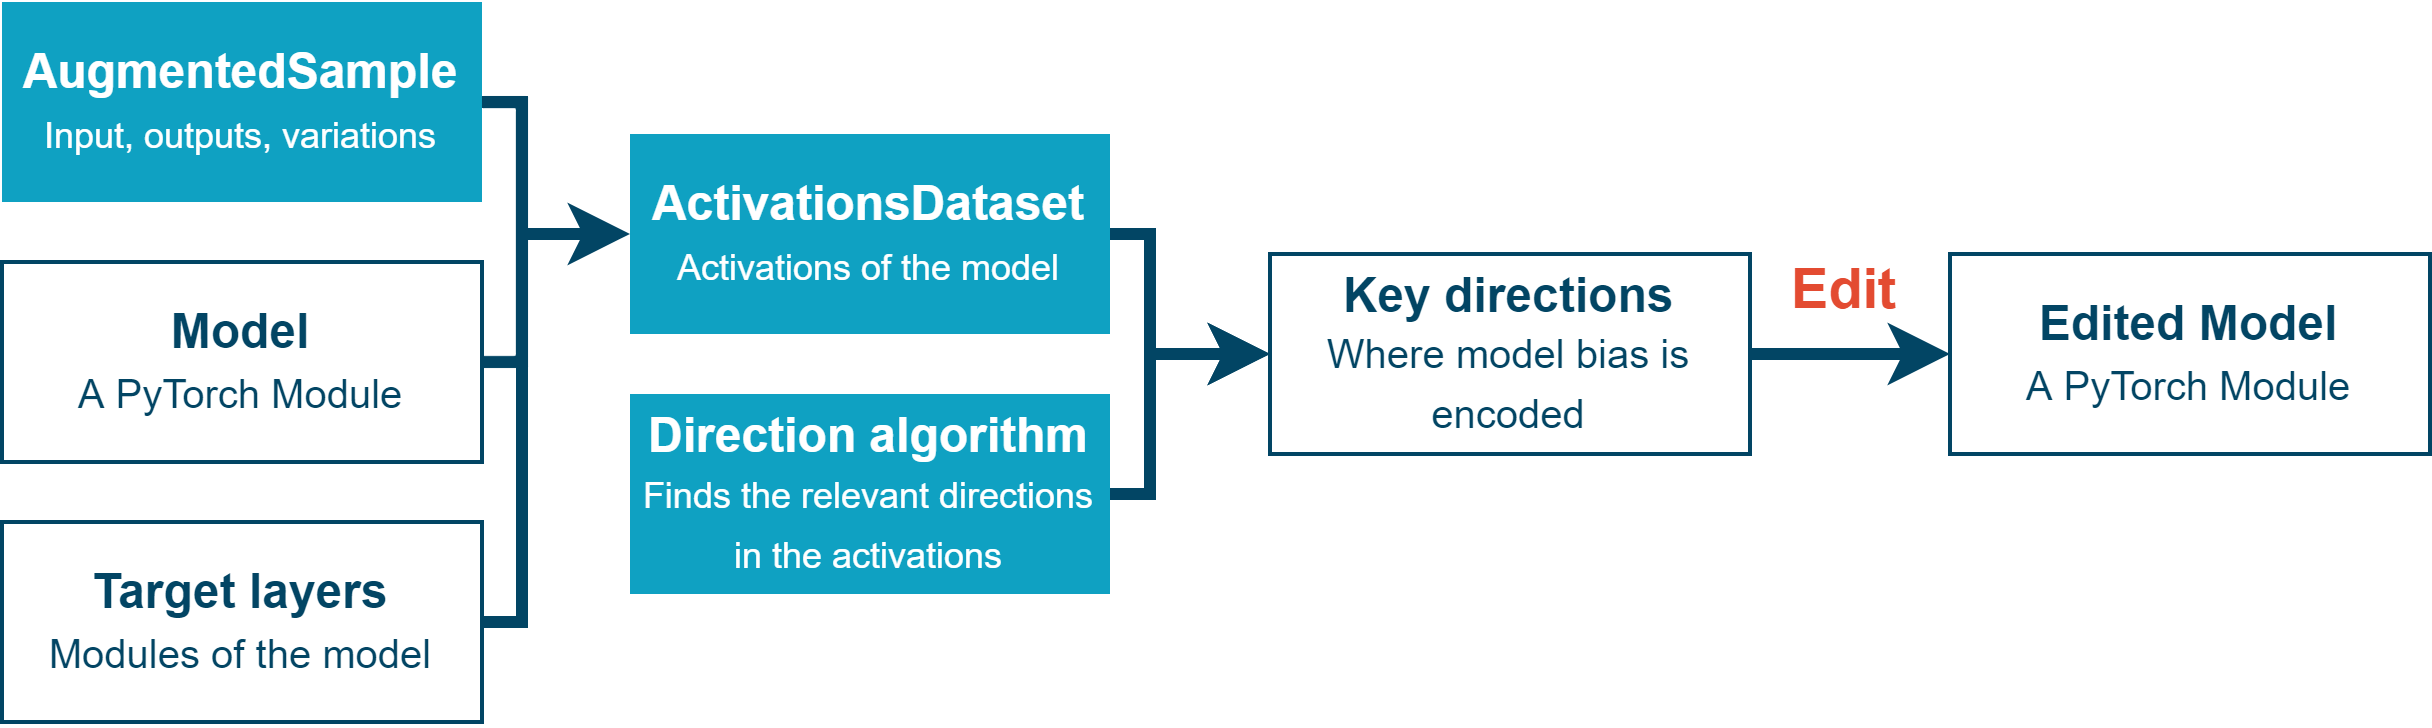 AugmentedSample
Input, outputs, variations
Model
A PyTorch Module
Target layers
Modules of the model
ActivationsDataset
Activations of the model
Direction algorithm
Finds the relevant directions
in the activations
Key directions
Where model bias is
encoded
Edit
Edited Model
A PyTorch Module